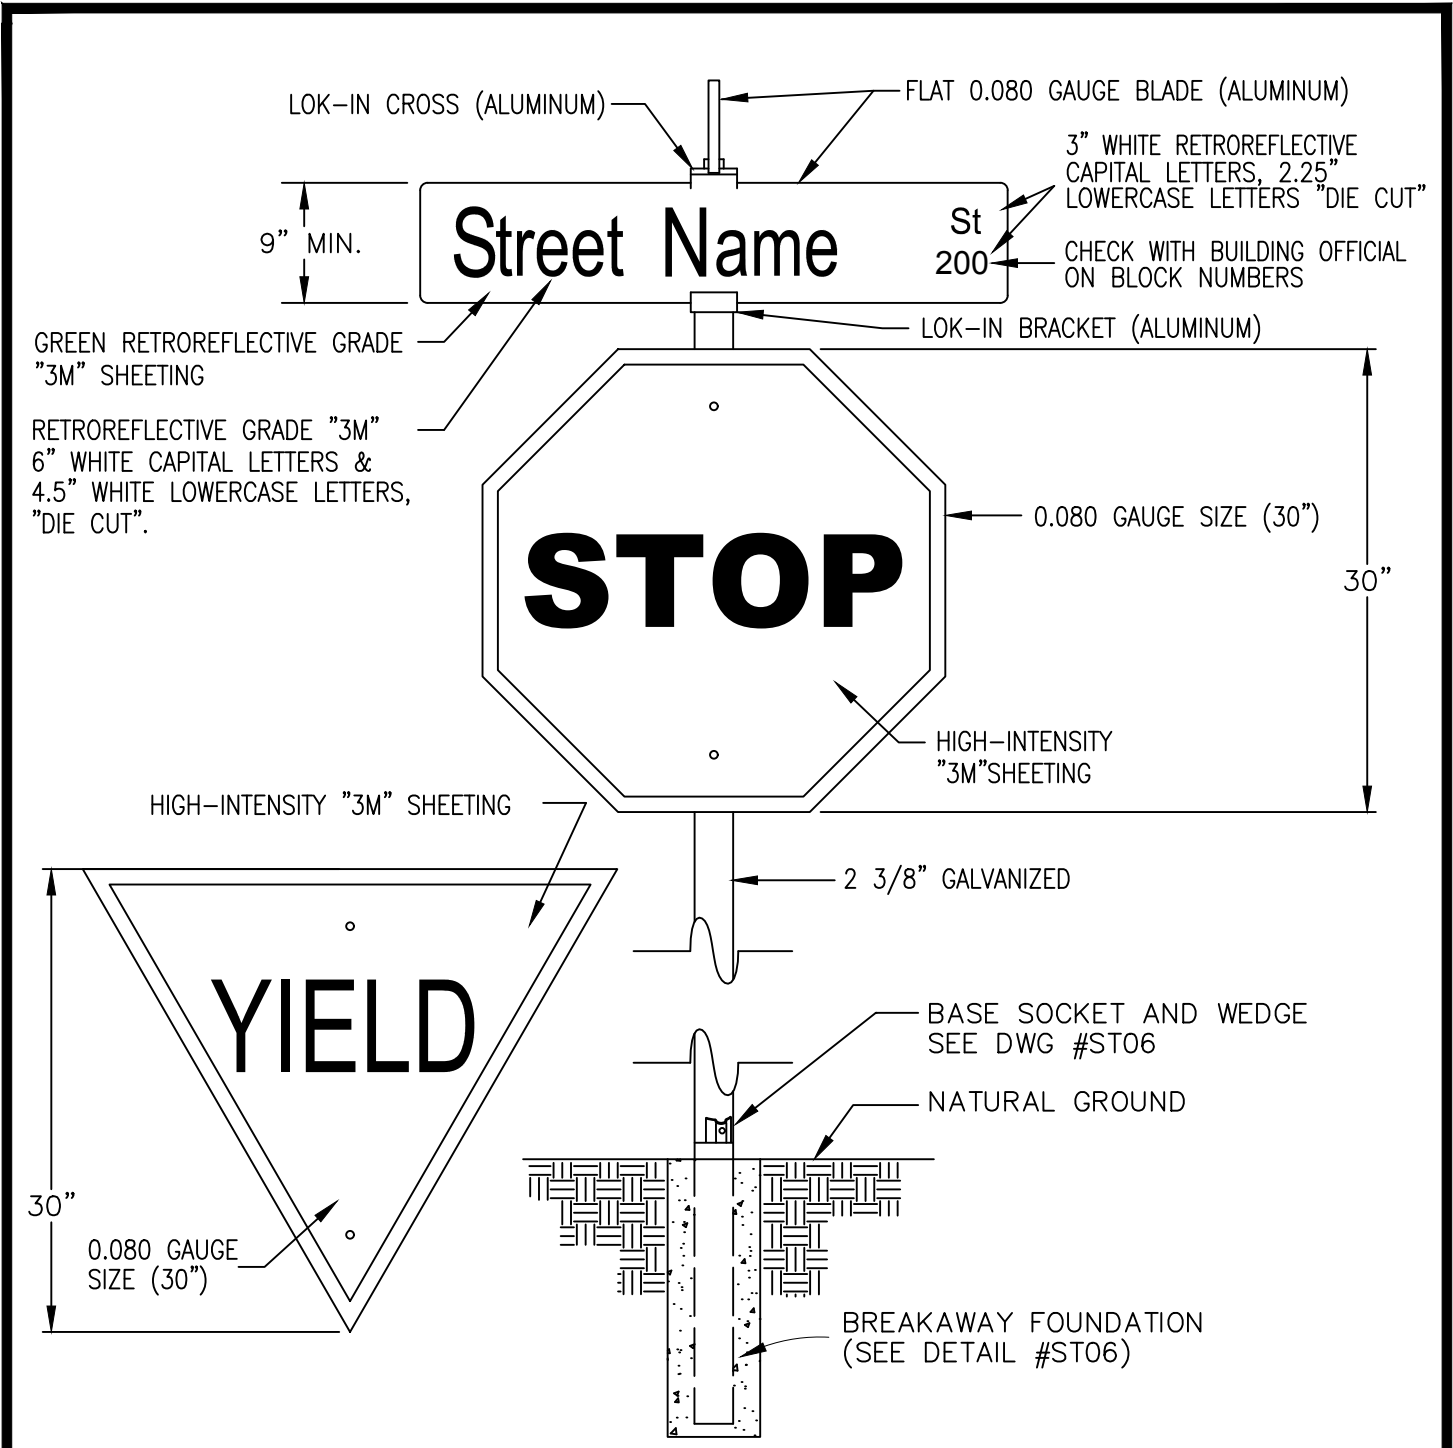 LOK-IN CROSS (ALUMINUM)
FLAT 0.080 GAUGE BLADE (ALUMINUM)
3" WHITE RETROREFLECTIVE
CAPITAL LETTERS, 2.25"
LOWERCASE LETTERS "DIE CUT"
9" MIN.
Street Name
St
200
CHECK WITH BUILDING OFFICIAL
ON BLOCK NUMBERS
LOK-IN BRACKET (ALUMINUM)
GREEN RETROREFLECTIVE GRADE
"3M" SHEETING
RETROREFLECTIVE GRADE "3M"
6" WHITE CAPITAL LETTERS &
4.5" WHITE LOWERCASE LETTERS,
"DIE CUT".
0.080 GAUGE SIZE (30")
STOP
30"
HIGH-INTENSITY
"3M"SHEETING
HIGH-INTENSITY "3M" SHEETING
2 3/8" GALVANIZED
YIELD
BASE SOCKET AND WEDGE
SEE DWG #ST06
NATURAL GROUND
30"
0.080 GAUGE
SIZE (30")
BREAKAWAY FOUNDATION
(SEE DETAIL #ST06)